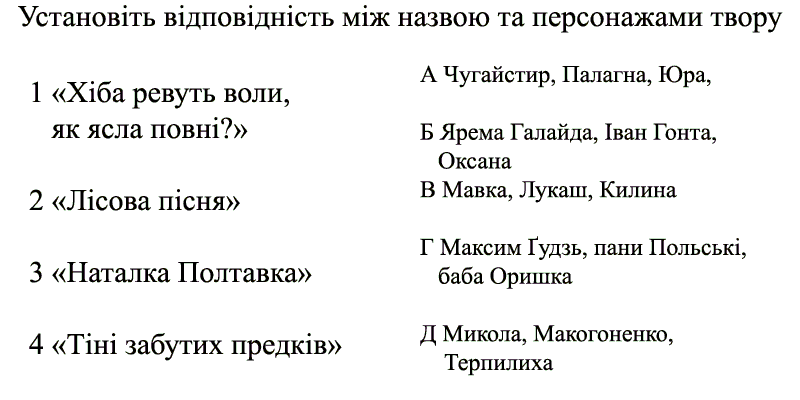 Установіть відповідність між назвою та персонажами твору
1 «Хіба ревуть воли,
як ясла повні?»
2 «Лісова пісня»
3 «Наталка Полтавка»
4 «Тіні забутих предків»
А Чугайстир, Палагна, Юра,
Б Ярема Галайда, Іван Гонта,
Оксана
В Мавка, Лукаш, Килина
Г Максим Ґудзь, пани Польські,
баба Оришка
Д Микола, Макогоненко,
Терпилиха